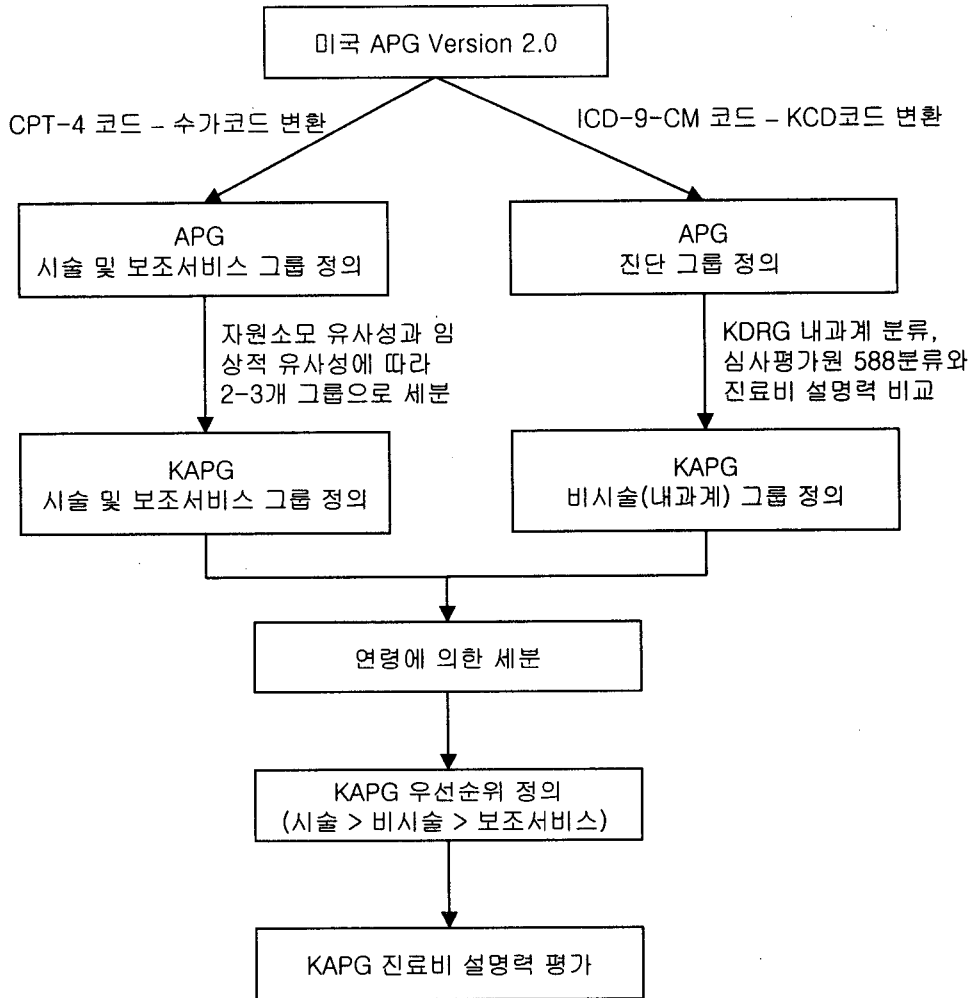 미국 APG Version 2.0
CPT-4 코드 – 수가코드 변환
ICD-9-CM 코드 – KCD코드 변환
APG
시술 및 보조서비스 그룹 정의
APG
진단 그룹 정의
자원소모 유사성과 임
상적 유사성에 따라
2-3개 그룹으로 세분
KDRG 내과계 분류,
심사평가원 588분류와
진료비 설명력 비교
KAPG
시술 및 보조서비스 그룹 정의
KAPG
비시술(내과계) 그룹 정의
연령에 의한 세분
KAPG 우선순위 정의
(시술 > 비시술 > 보조서비스)
KAPG 진료비 설명력 평가